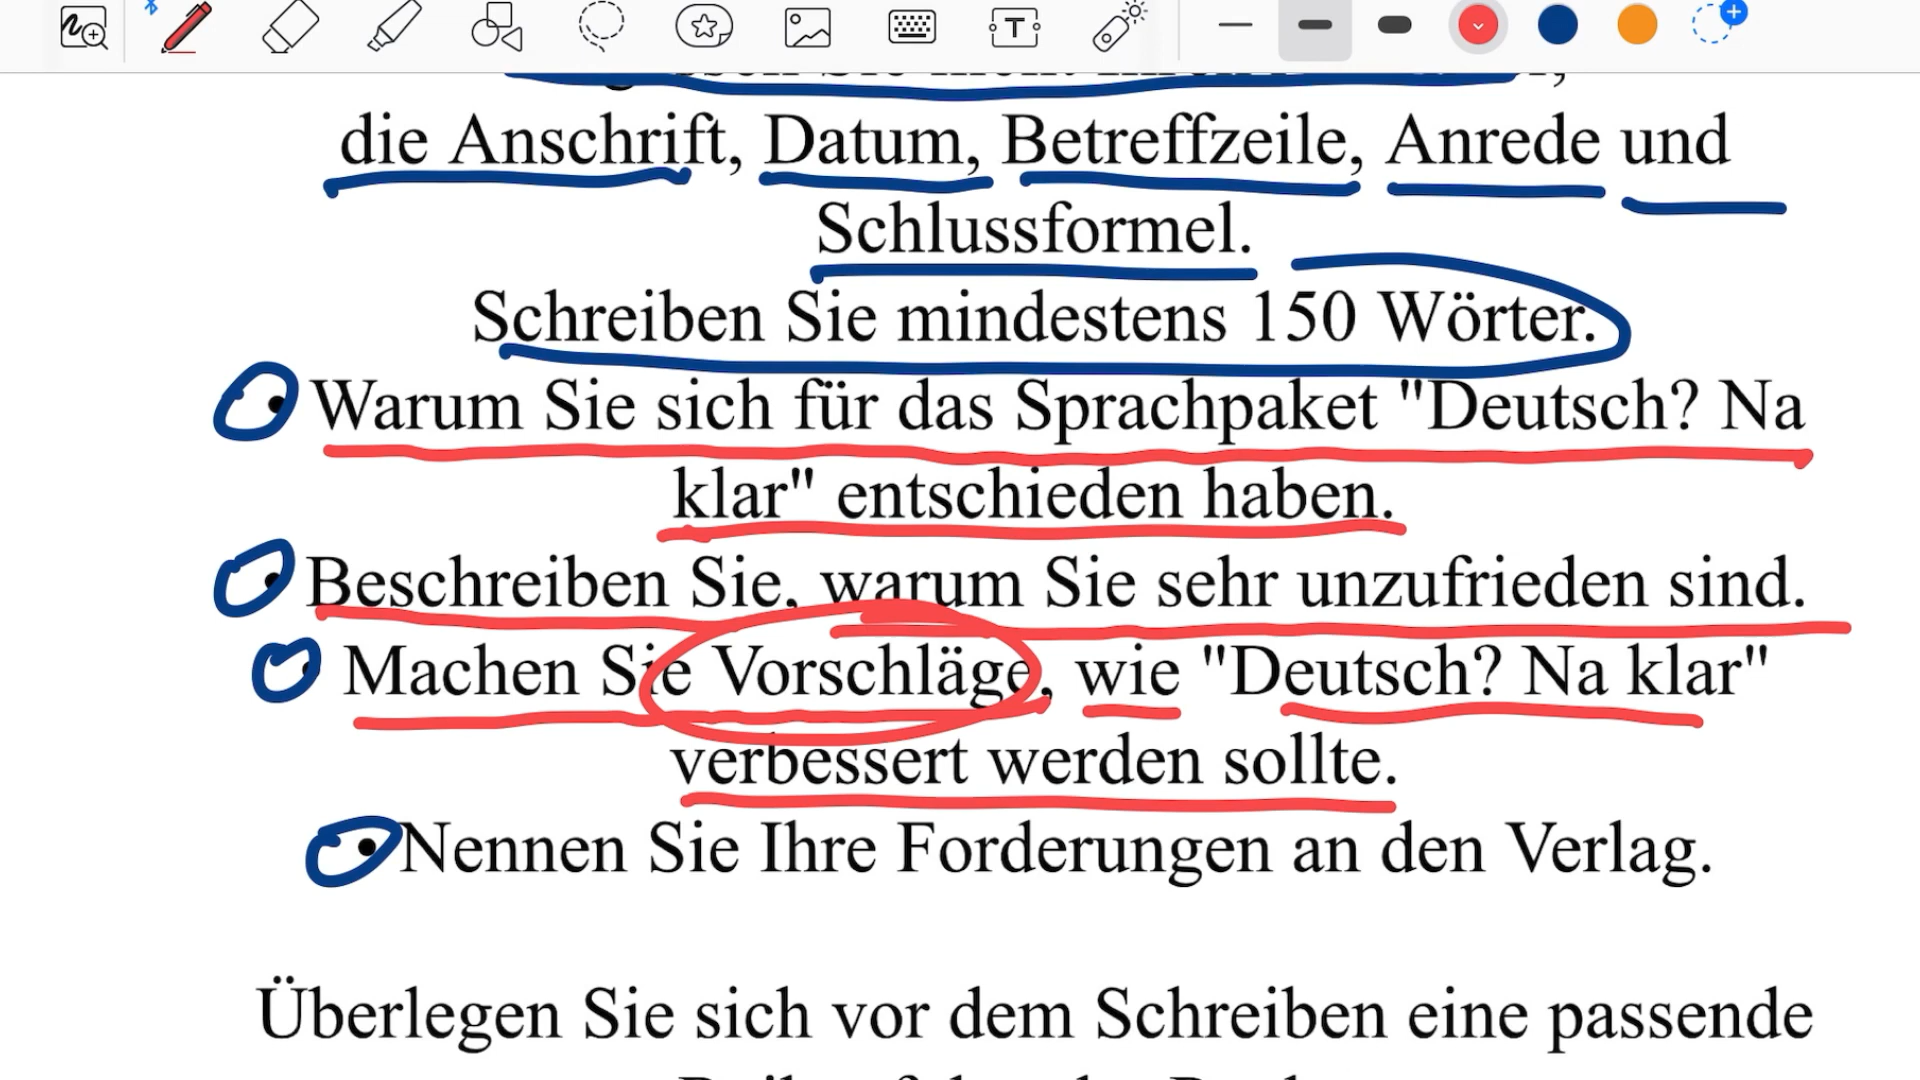 die Anschrift, Datum, Betreffzeile, Anrede und
Schlussformel.
Schreiben Sie mindestens 150 Wörter.
Warum Sie sich für das Sprachpaket "Deutsch? Na
klar" entschieden haben.
Beschreiben Sie, warum Sie sehr unzufrieden sind.
Machen Sie Vorschläge, wie "Deutsch? Na klar"
verbessert werden sollte.
Nennen Sie Ihre Forderungen an den Verlag.
Überlegen Sie sich vor dem Schreiben eine passende